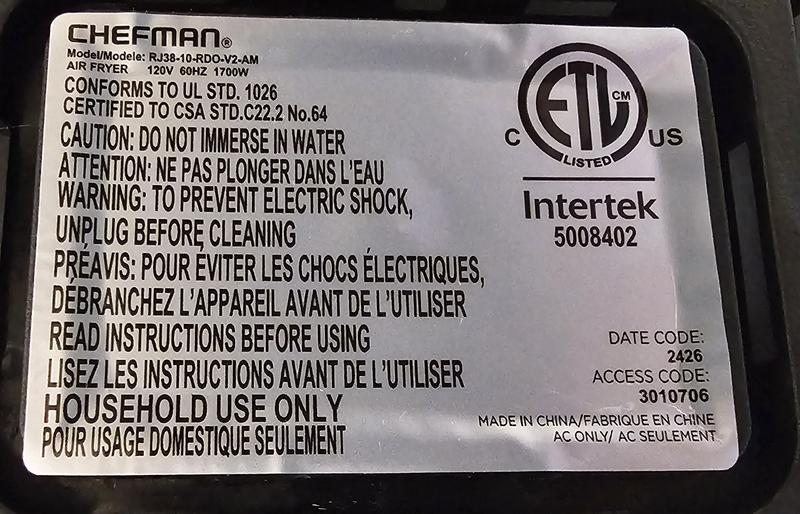 CHEFMAN®
Model/Modele: RJ38-10-RDO-V2-AM
AIR FRYER 120V 60HZ 1700W
CONFORMS TO UL STD. 1026
CERTIFIED TO CSA STD.C22.2 No.64
CAUTION: DO NOT IMMERSE IN WATER
ATTENTION: NE PAS PLONGER DANS L'EAU
WARNING: TO PREVENT ELECTRIC SHOCK,
UNPLUG BEFORE CLEANING
PRÉAVIS: POUR ÉVITER LES CHOCS ÉLECTRIQUES,
DÉBRANCHEZ L'APPAREIL AVANT DE L'UTILISER
READ INSTRUCTIONS BEFORE USING
LISEZ LES INSTRUCTIONS AVANT DE L'UTILISER
HOUSEHOLD USE ONLY
POUR USAGE DOMESTIQUE SEULEMENT
ETL CM
C US
LISTED
Intertek
5008402
DATE CODE:
2426
ACCESS CODE:
3010706
MADE IN CHINA/FABRIQUE EN CHINE
AC ONLY/ AC SEULEMENT